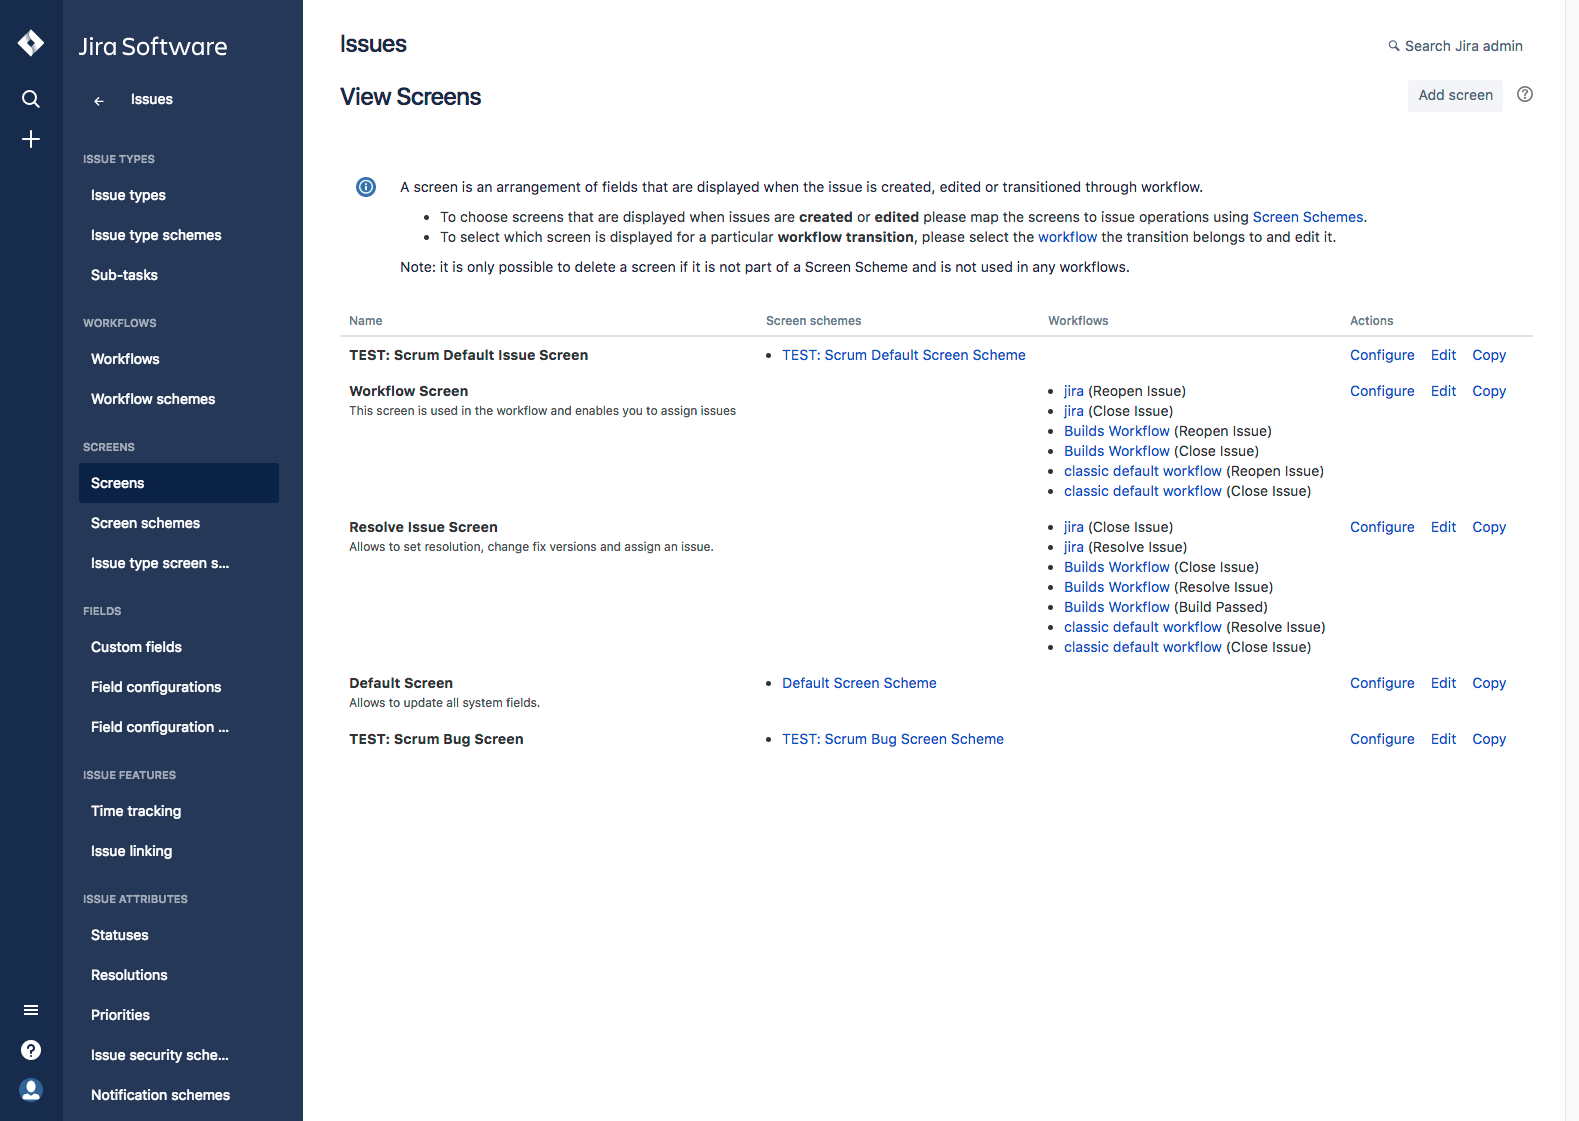 Jira Software
Issues
ISSUE TYPES
Issue types
Issue type schemes
Sub-tasks
WORKFLOWS
Workflows
Workflow schemes
SCREENS
Screens
Screen schemes
Issue type screen s...
FIELDS
Custom fields
Field configurations
Field configuration ...
ISSUE FEATURES
Time tracking
Issue linking
ISSUE ATTRIBUTES
Statuses
Resolutions
Priorities
Issue security sche...
Notification schemes
Issues
Search Jira admin
View Screens
Add screen
A screen is an arrangement of fields that are displayed when the issue is created, edited or transitioned through workflow.
• To choose screens that are displayed when issues are created or edited please map the screens to issue operations using Screen Schemes.
• To select which screen is displayed for a particular workflow transition, please select the workflow the transition belongs to and edit it.
Note: it is only possible to delete a screen if it is not part of a Screen Scheme and is not used in any workflows.
Name Screen schemes Workflows Actions
TEST: Scrum Default Issue Screen • TEST: Scrum Default Screen Scheme Configure Edit Copy
Workflow Screen • jira (Reopen Issue) Configure Edit Copy
This screen is used in the workflow and enables you to assign issues • jira (Close Issue)
• Builds Workflow (Reopen Issue)
• Builds Workflow (Close Issue)
• classic default workflow (Reopen Issue)
• classic default workflow (Close Issue)
Resolve Issue Screen • jira (Close Issue) Configure Edit Copy
Allows to set resolution, change fix versions and assign an issue. • jira (Resolve Issue)
• Builds Workflow (Close Issue)
• Builds Workflow (Resolve Issue)
• Builds Workflow (Build Passed)
• classic default workflow (Resolve Issue)
• classic default workflow (Close Issue)
Default Screen • Default Screen Scheme Configure Edit Copy
Allows to update all system fields.
TEST: Scrum Bug Screen • TEST: Scrum Bug Screen Scheme Configure Edit Copy